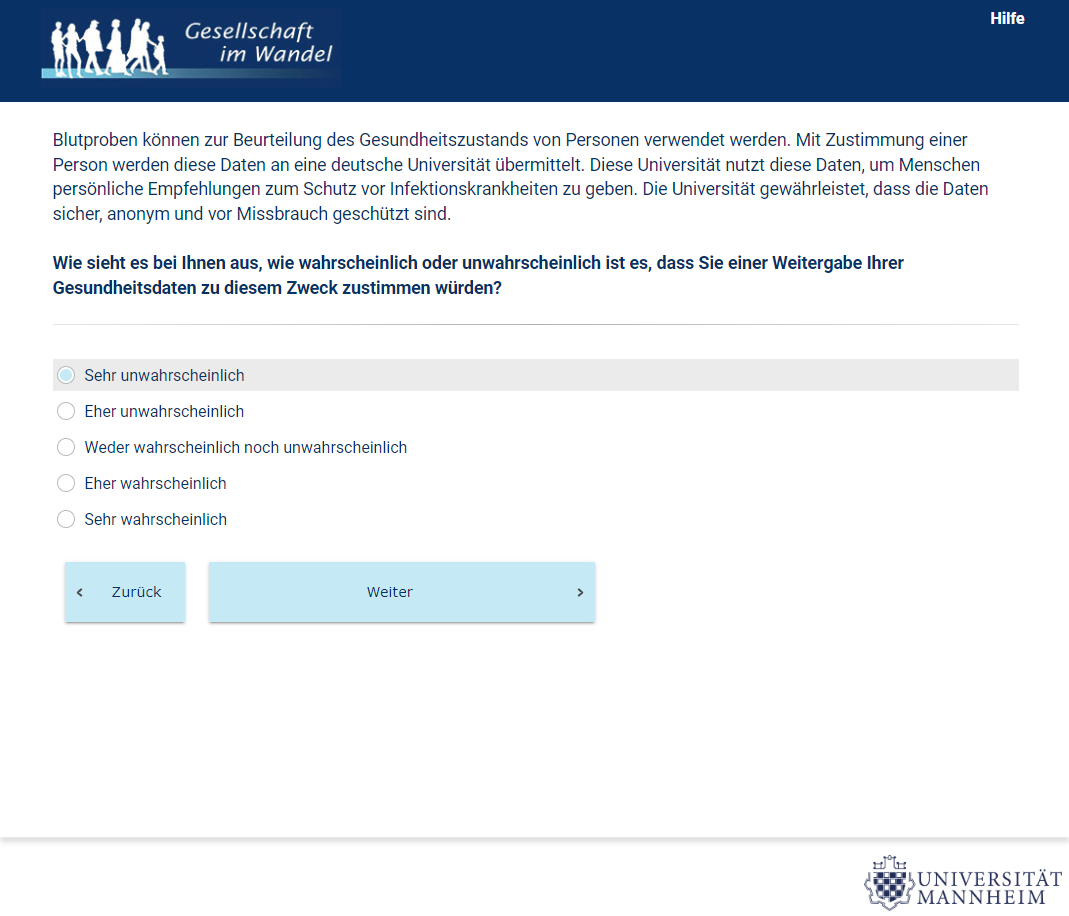 Gesellschaft
im Wandel
Hilfe
Blutproben können zur Beurteilung des Gesundheitszustands von Personen verwendet werden. Mit Zustimmung einer
Person werden diese Daten an eine deutsche Universität übermittelt. Diese Universität nutzt diese Daten, um Menschen
persönliche Empfehlungen zum Schutz vor Infektionskrankheiten zu geben. Die Universität gewährleistet, dass die Daten
sicher, anonym und vor Missbrauch geschützt sind.
Wie sieht es bei Ihnen aus, wie wahrscheinlich oder unwahrscheinlich ist es, dass Sie einer Weitergabe Ihrer
Gesundheitsdaten zu diesem Zweck zustimmen würden?
Sehr unwahrscheinlich
Eher unwahrscheinlich
Weder wahrscheinlich noch unwahrscheinlich
Eher wahrscheinlich
Sehr wahrscheinlich
‹ Zurück
Weiter ›
UNIVERSITÄT
MANNHEIM